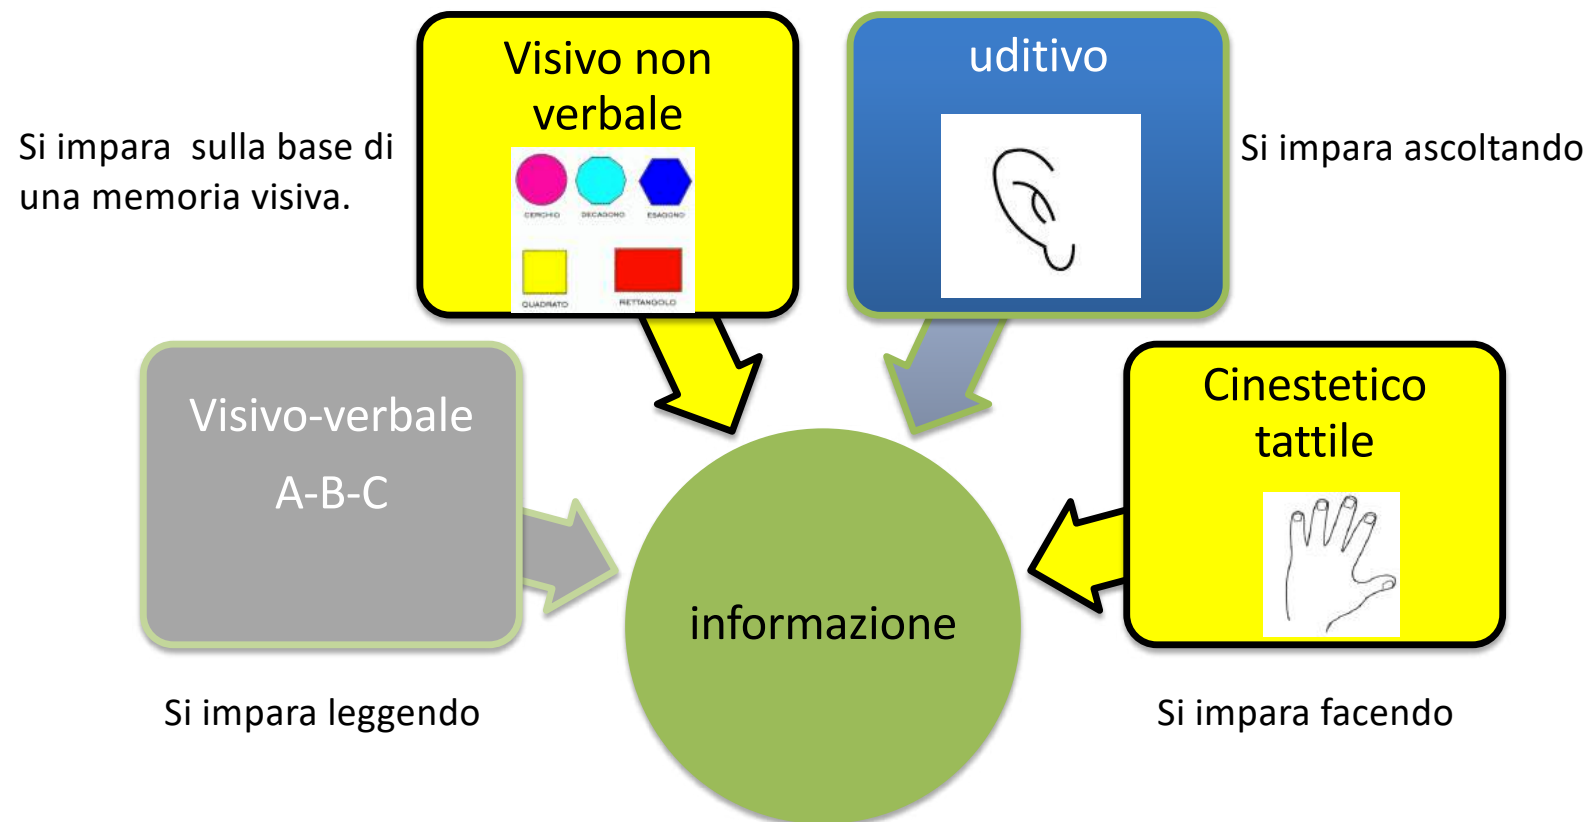 Visivo non
verbale
CERCHIO DECAGONO ESAGONO
QUADRATO RETTANGOLO
uditivo
Si impara sulla base di
una memoria visiva.
Si impara ascoltando
Visivo-verbale
A-B-C
Cinestetico
tattile
informazione
Si impara leggendo
Si impara facendo